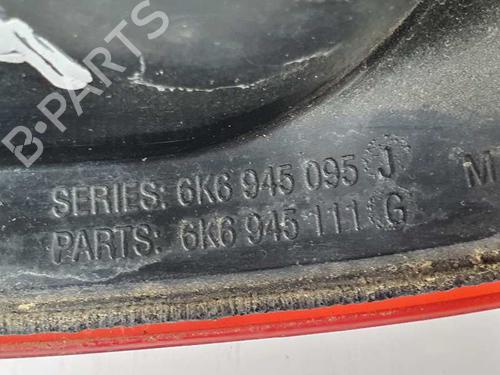 B-PARTS
SERIES: 6K6 945 095 J
PARTS: 6K6 945 111 G
M